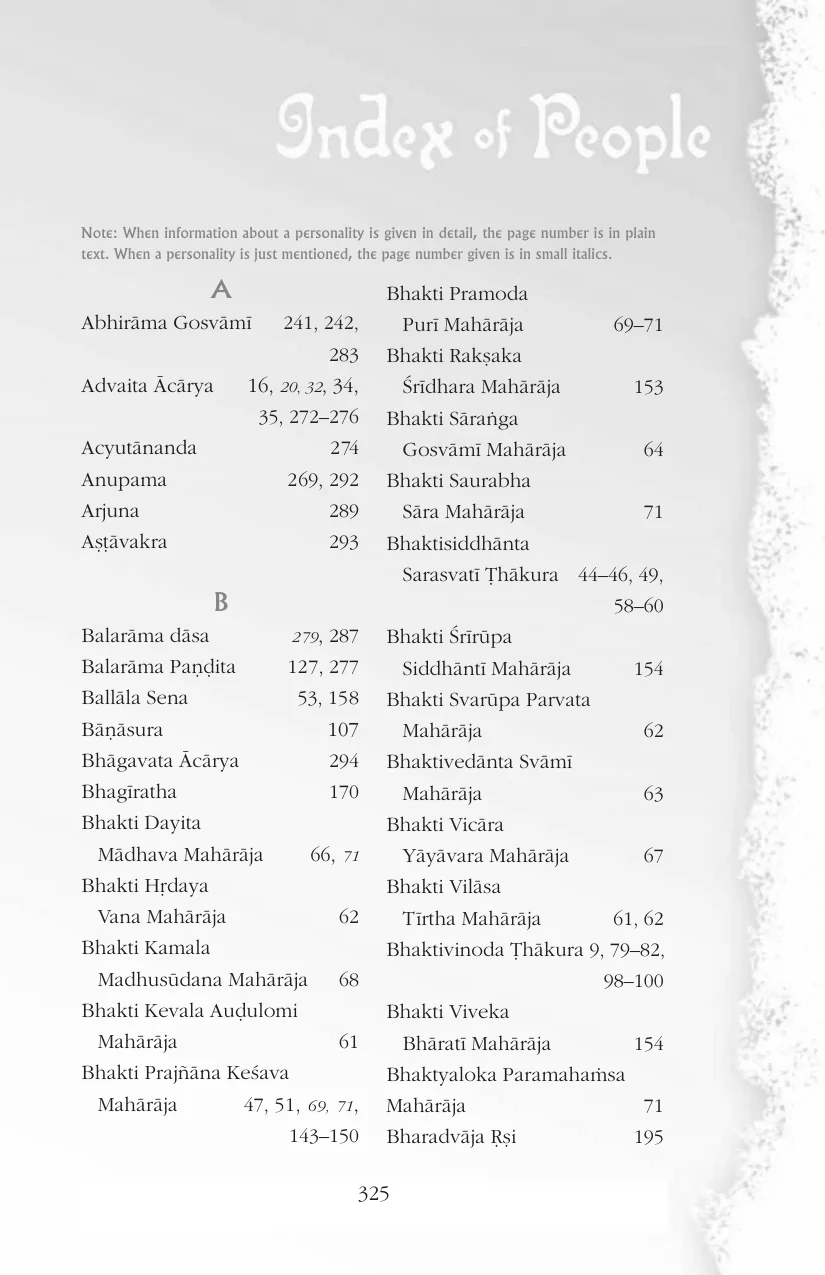 Index of People
Note: When information about a personality is given in detail, the page number is in plain
text. When a personality is just mentioned, the page number given is in small italics.
A
Abhirāma Gosvāmī 241, 242,
283
Advaita Ācārya 16, 20, 32, 34,
35, 272–276
Acyutānanda 274
Anupama 269, 292
Arjuna 289
Aṣṭāvakra 293
B
Balarāma dāsa 279, 287
Balarāma Paṇḍita 127, 277
Ballāla Sena 53, 158
Bāṇāsura 107
Bhāgavata Ācārya 294
Bhagīratha 170
Bhakti Dayita
Mādhava Mahārāja 66, 71
Bhakti Hṛdaya
Vana Mahārāja 62
Bhakti Kamala
Madhusūdana Mahārāja 68
Bhakti Kevala Auḍulomi
Mahārāja 61
Bhakti Prajñāna Keśava
Mahārāja 47, 51, 69, 71,
143–150
Bhakti Pramoda
Purī Mahārāja 69–71
Bhakti Rakṣaka
Śrīdhara Mahārāja 153
Bhakti Sāraṅga
Gosvāmī Mahārāja 64
Bhakti Saurabha
Sāra Mahārāja 71
Bhaktisiddhānta
Sarasvatī Ṭhākura 44–46, 49,
58–60
Bhakti Śrīrūpa
Siddhāntī Mahārāja 154
Bhakti Svarūpa Parvata
Mahārāja 62
Bhaktivedānta Svāmī
Mahārāja 63
Bhakti Vicāra
Yāyāvara Mahārāja 67
Bhakti Vilāsa
Tīrtha Mahārāja 61, 62
Bhaktivinoda Ṭhākura 9, 79–82,
98–100
Bhakti Viveka
Bhāratī Mahārāja 154
Bhaktyaloka Paramahaṁsa
Mahārāja 71
Bharadvāja Ṛṣi 195
325